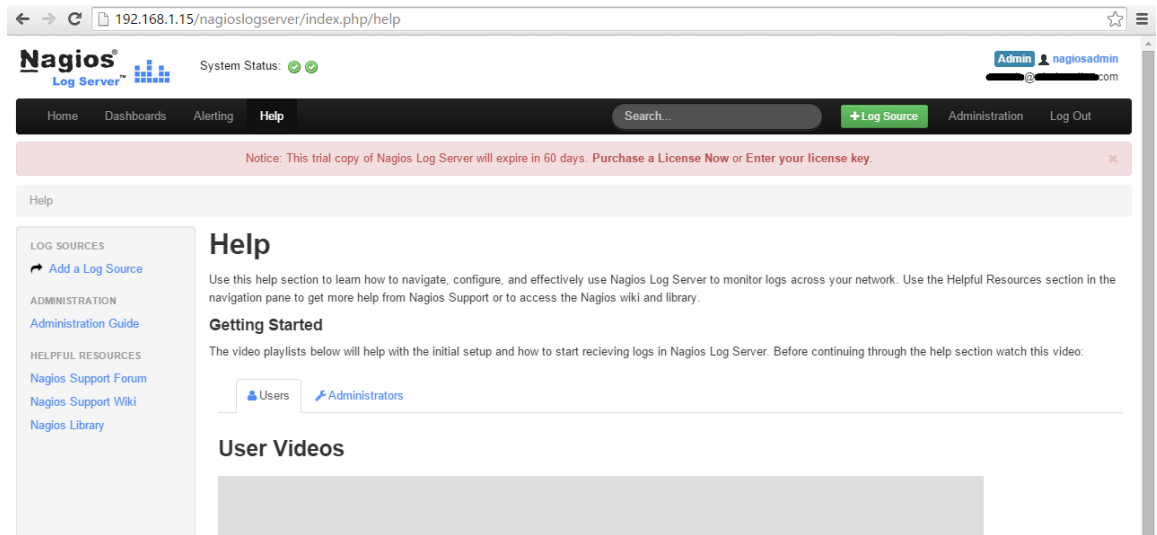 192.168.1.15/nagioslogserver/index.php/help
Nagios®
Log Server™
System Status:
Admin nagiosadmin
@ com
Home Dashboards Alerting Help Search... +Log Source Administration Log Out
Notice: This trial copy of Nagios Log Server will expire in 60 days. Purchase a License Now or Enter your license key. ×
Help
LOG SOURCES
Add a Log Source
ADMINISTRATION
Administration Guide
HELPFUL RESOURCES
Nagios Support Forum
Nagios Support Wiki
Nagios Library
Help
Use this help section to learn how to navigate, configure, and effectively use Nagios Log Server to monitor logs across your network. Use the Helpful Resources section in the
navigation pane to get more help from Nagios Support or to access the Nagios wiki and library.
Getting Started
The video playlists below will help with the initial setup and how to start recieving logs in Nagios Log Server. Before continuing through the help section watch this video:
Users Administrators
User Videos